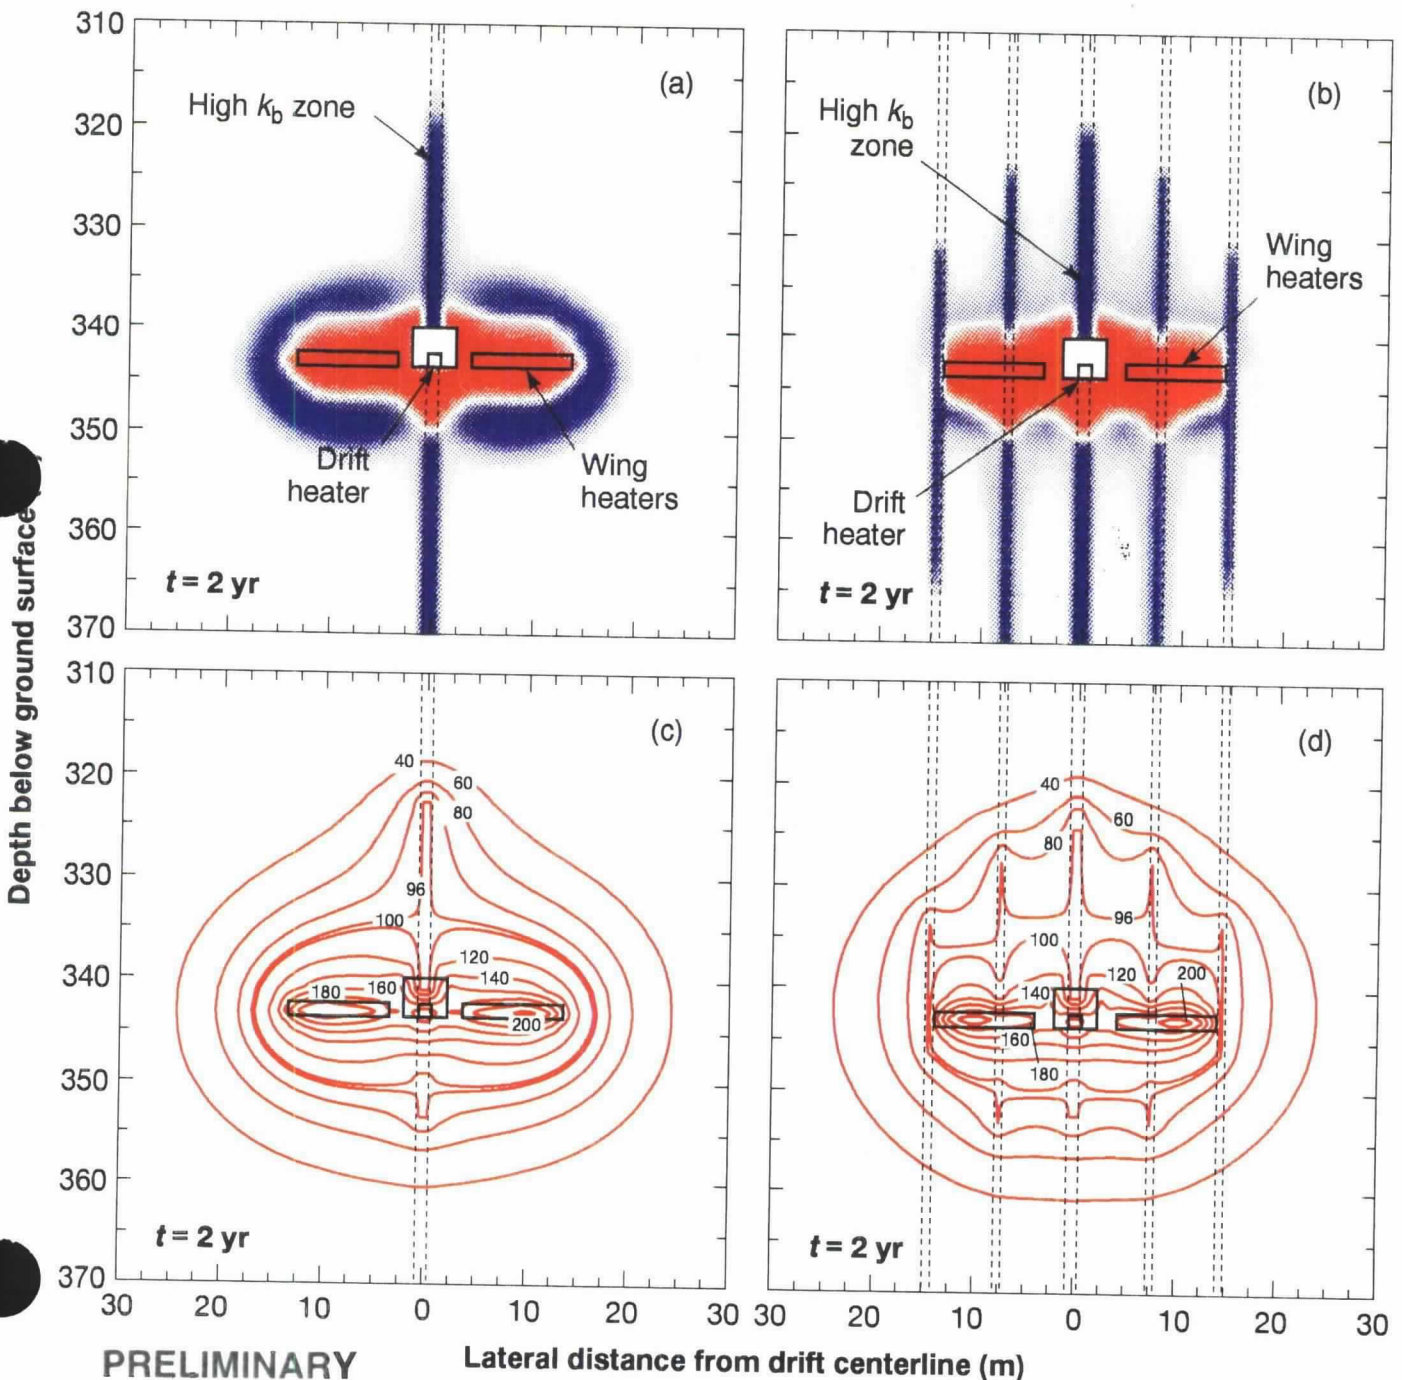 310
320
330
340
350
360
370
(a)
High kb zone
Drift
heater
Wing
heaters
t = 2 yr
(b)
High kb
zone
Wing
heaters
Drift
heater
t = 2 yr
Depth below ground surface
310
320
330
340
350
360
370
(c)
40
60
80
96
100
120
140
160
180
200
t = 2 yr
(d)
40
60
80
96
100
120
200
140
160
180
t = 2 yr
30 20 10 0 10 20 30
30 20 10 0 10 20 30
Lateral distance from drift centerline (m)
PRELIMINARY